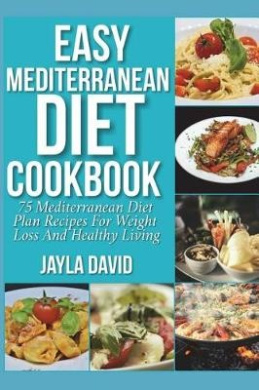 EASY
MEDITERRANEAN
DIET
COOKBOOK
75 Mediterranean Diet
Plan Recipes For Weight
Loss And Healthy Living
JAYLA DAVID